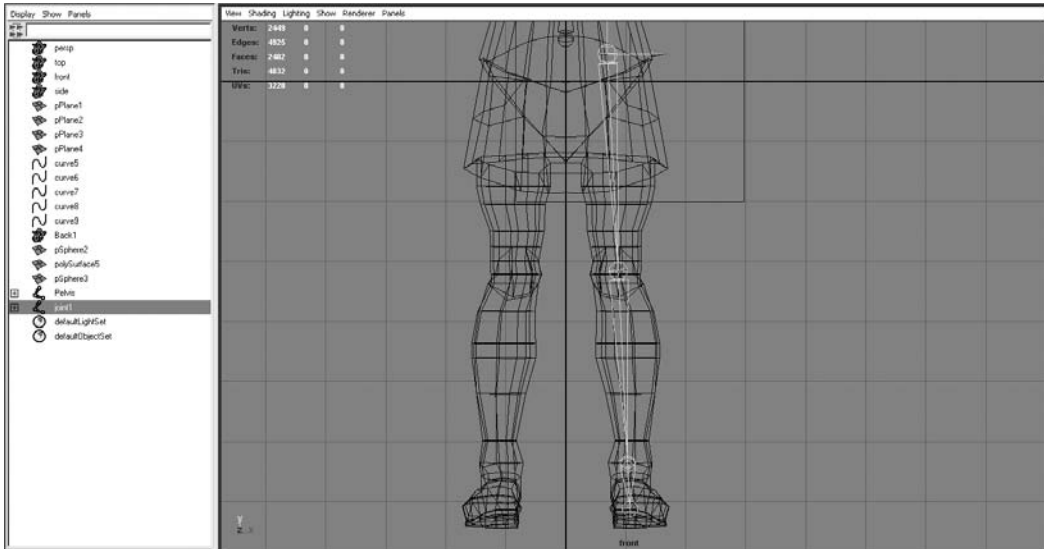 Display Show Panels
persp
top
front
side
pPlane1
pPlane2
pPlane3
pPlane4
curve5
curve6
curve7
curve8
curve9
Back1
pSphere2
polySurface5
pSphere3
Pelvis
joint1
defaultLightSet
defaultObjectSet
View Shading Lighting Show Renderer Panels
Verts: 2449 0 0
Edges: 4925 0 0
Faces: 2482 0 0
Tris: 4832 0 0
UVs: 3220 0 0
Y
Z
front